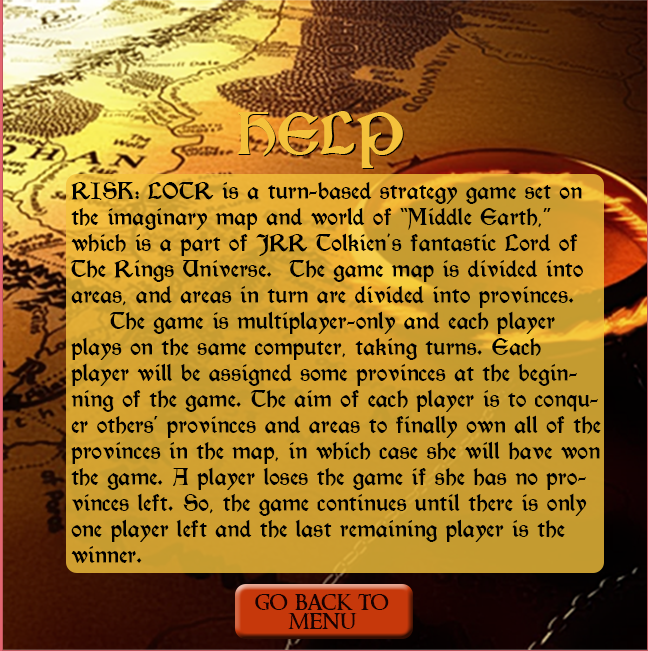 MIRKWOOD
HELP
RISK: LOTR is a turn-based strategy game set on
the imaginary map and world of "Middle Earth,"
which is a part of JRR Tolkien's fantastic Lord of
The Rings Universe. The game map is divided into
areas, and areas in turn are divided into provinces.
The game is multiplayer-only and each player
plays on the same computer, taking turns. Each
player will be assigned some provinces at the begin-
ning of the game. The aim of each player is to conqu-
er others' provinces and areas to finally own all of the
provinces in the map, in which case she will have won
the game. A player loses the game if she has no pro-
vinces left. So, the game continues until there is only
one player left and the last remaining player is the
winner.
GO BACK TO
MENU